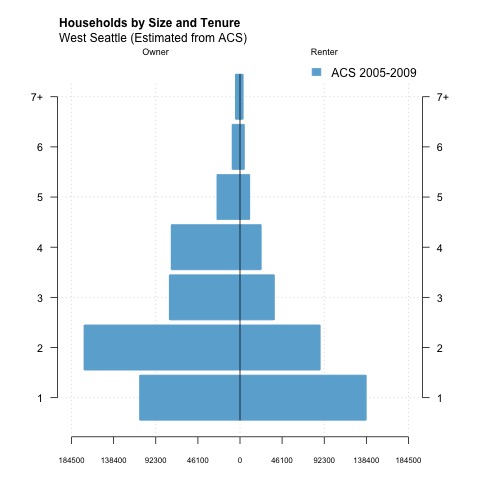 Households by Size and Tenure
West Seattle (Estimated from ACS)
Owner Renter
ACS 2005-2009
7+ 7+
6 6
5 5
4 4
3 3
2 2
1 1
184500 138400 92300 46100 0 46100 92300 138400 184500